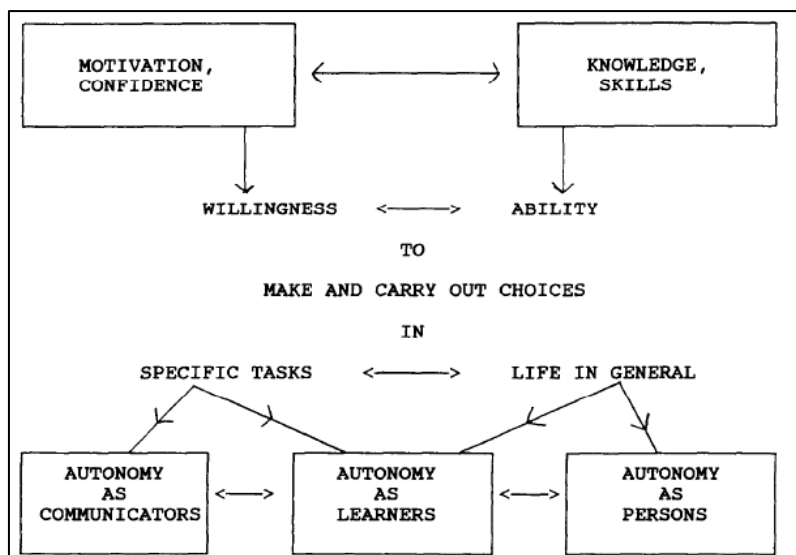 MOTIVATION,
CONFIDENCE
KNOWLEDGE,
SKILLS
WILLINGNESS <--> ABILITY
TO
MAKE AND CARRY OUT CHOICES
IN
SPECIFIC TASKS <--> LIFE IN GENERAL
AUTONOMY
AS
COMMUNICATORS
AUTONOMY
AS
LEARNERS
AUTONOMY
AS
PERSONS